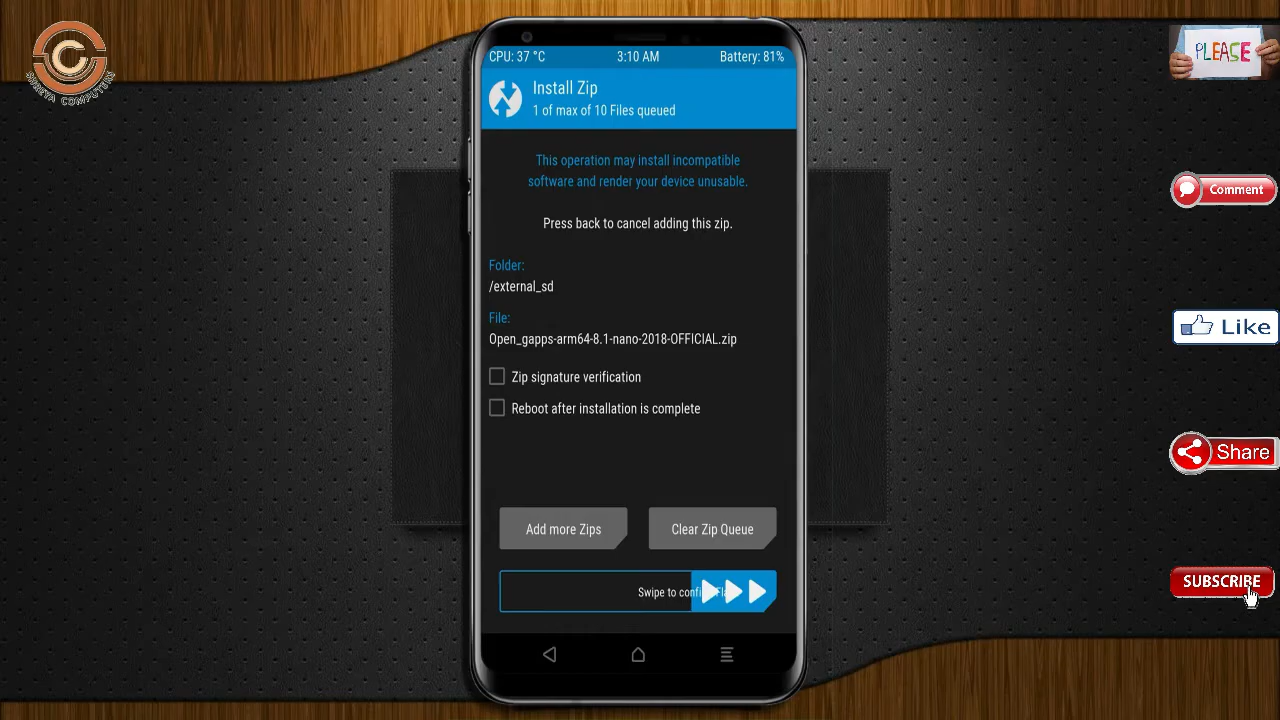 SHREYA COMPUTER
CPU: 37 °C
3:10 AM
Battery: 81%
Install Zip
1 of max of 10 Files queued
This operation may install incompatible
software and render your device unusable.
Press back to cancel adding this zip.
Folder:
/external_sd
File:
Open_gapps-arm64-8.1-nano-2018-OFFICIAL.zip
Zip signature verification
Reboot after installation is complete
Add more Zips
Clear Zip Queue
Swipe to
PLEASE
Comment
Like
Share
SUBSCRIBE